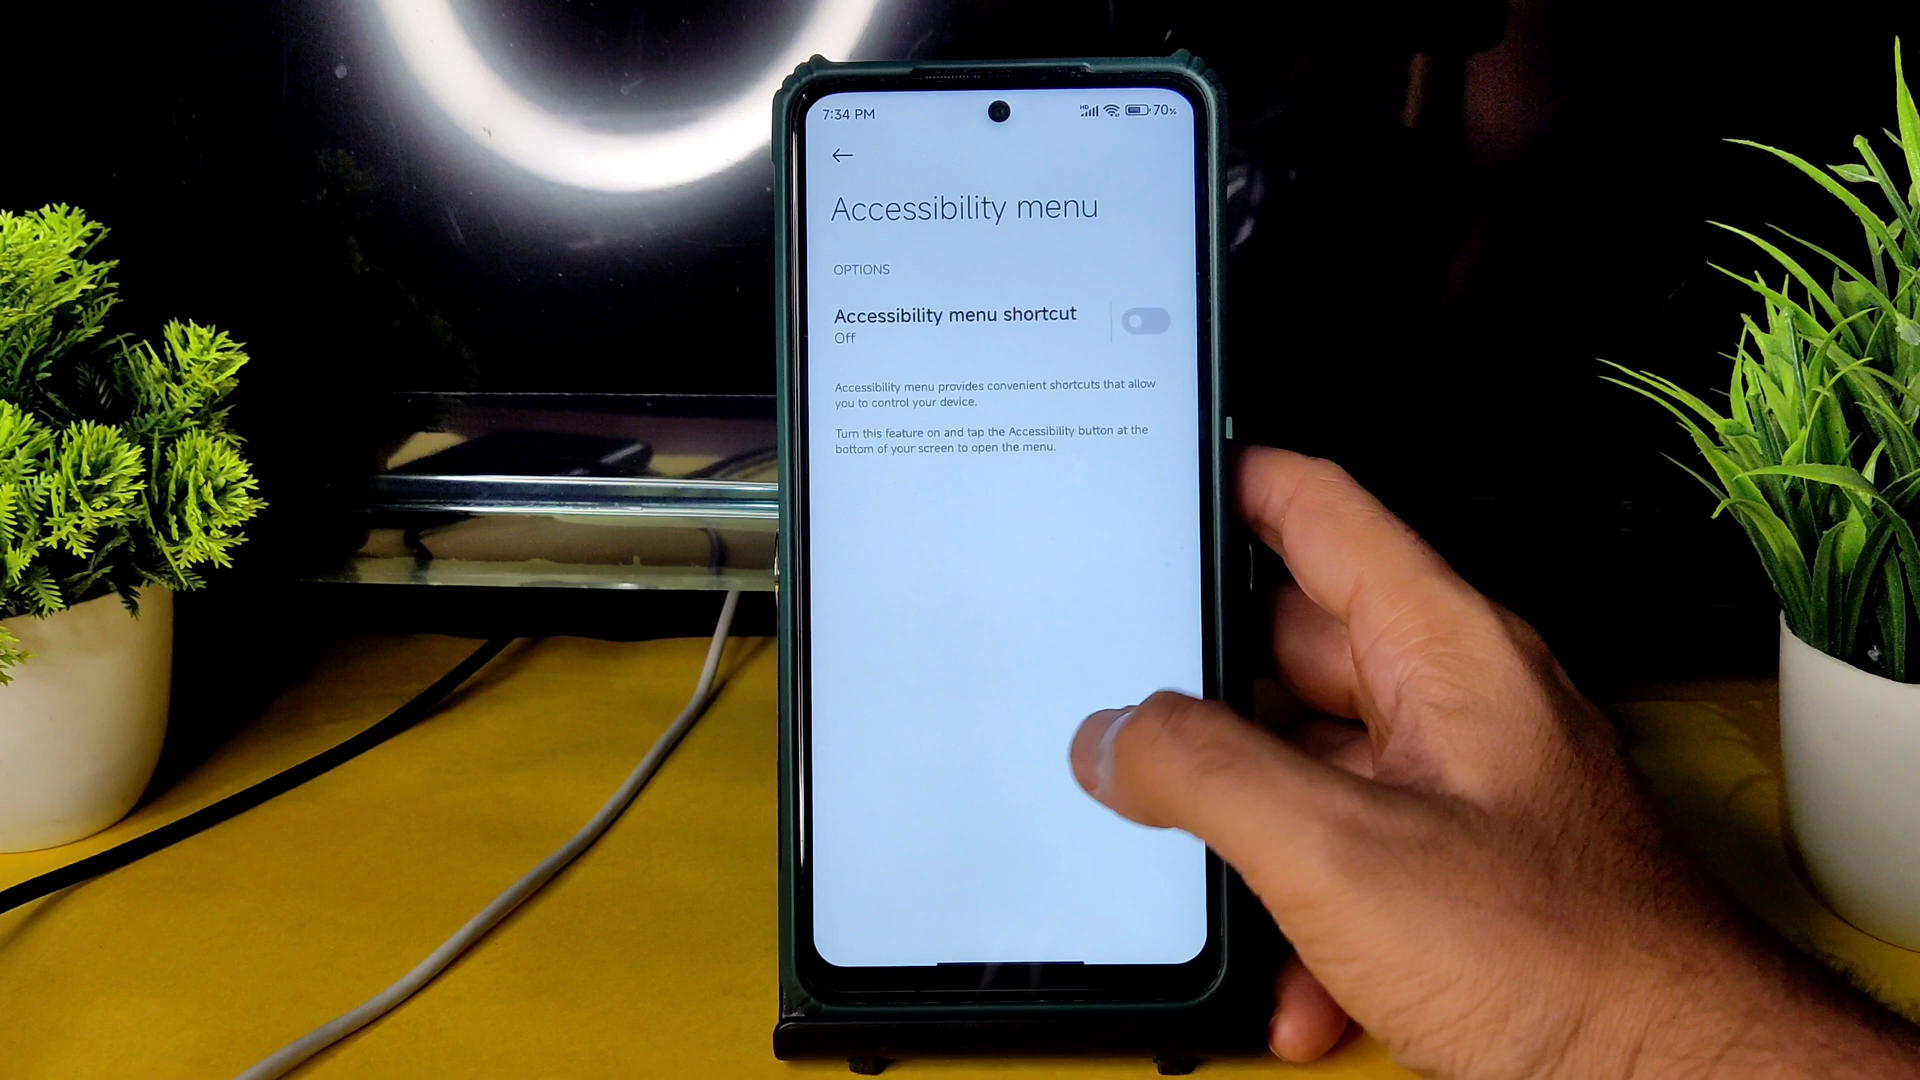 7:34 PM
HD 70%
Accessibility menu
OPTIONS
Accessibility menu shortcut
Off
Accessibility menu provides convenient shortcuts that allow
you to control your device.
Turn this feature on and tap the Accessibility button at the
bottom of your screen to open the menu.